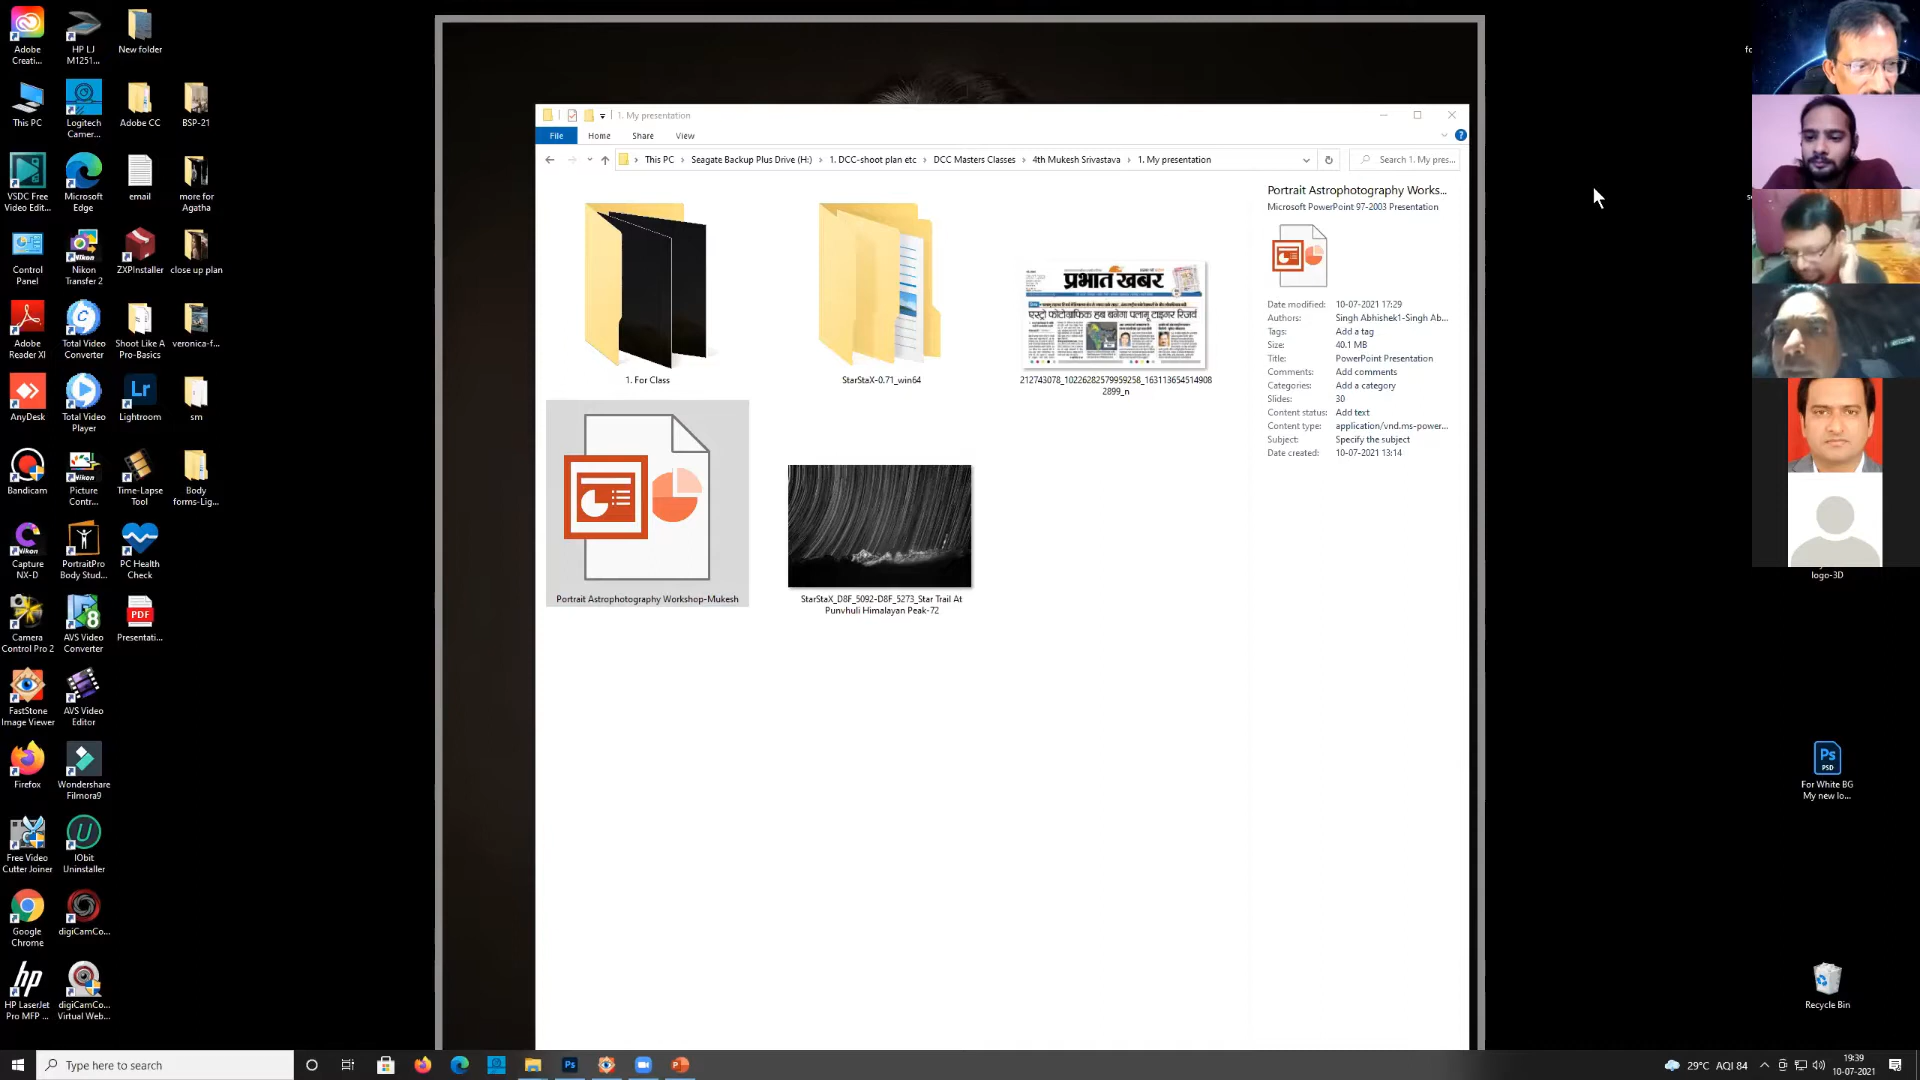 Adobe Creati...
HP LJ M1251...
New folder
This PC
Logitech Camer...
Adobe CC
BSP-21
VSDC Free Video Edit...
Microsoft Edge
email
more for Agatha
Control Panel
Nikon Transfer 2
ZXPInstaller
close up plan
Adobe Reader XI
Total Video Converter
Shoot Like A Pro-Basics
veronica-f...
AnyDesk
Total Video Player
Lightroom
sm
Bandicam
Picture Contr...
Time-Lapse Tool
Body forms-Lig...
Capture NX-D
PortraitPro Body Stud...
PC Health Check
Camera Control Pro 2
AVS Video Converter
Presentati...
FastStone Image Viewer
AVS Video Editor
Firefox
Wondershare Filmora9
Free Video Cutter Joiner
IObit Uninstaller
Google Chrome
digiCamCo...
HP LaserJet Pro MFP ...
digiCamCo... Virtual Web...
1. My presentation
File
Home
Share
View
This PC
Seagate Backup Plus Drive (H:)
1. DCC-shoot plan etc
DCC Masters Classes
4th Mukesh Srivastava
1. My presentation
Search 1. My pres...
1. For Class
StarStaX-0.71_win64
प्रभात खबर
एस्ट्रो फोटोग्राफिक हब बनेगा पलामू टाइगर रिजर्व
212743078_10226282579959258_163113654514908
2899_n
Portrait Astrophotography Workshop-Mukesh
StarStaX_D8F_5092-D8F_5273_Star Trail At
Punvhuli Himalayan Peak-72
Portrait Astrophotography Works...
Microsoft PowerPoint 97-2003 Presentation
Date modified: 10-07-2021 17:29
Authors: Singh Abhishek1-Singh Ab...
Tags: Add a tag
Size: 40.1 MB
Title: PowerPoint Presentation
Comments: Add comments
Categories: Add a category
Slides: 30
Content status: Add text
Content type: application/vnd.ms-power...
Subject: Specify the subject
Date created: 10-07-2021 13:14
logo-3D
For White BG
My new lo...
Recycle Bin
Type here to search
29°C AQI 84
19:39
10-07-2021